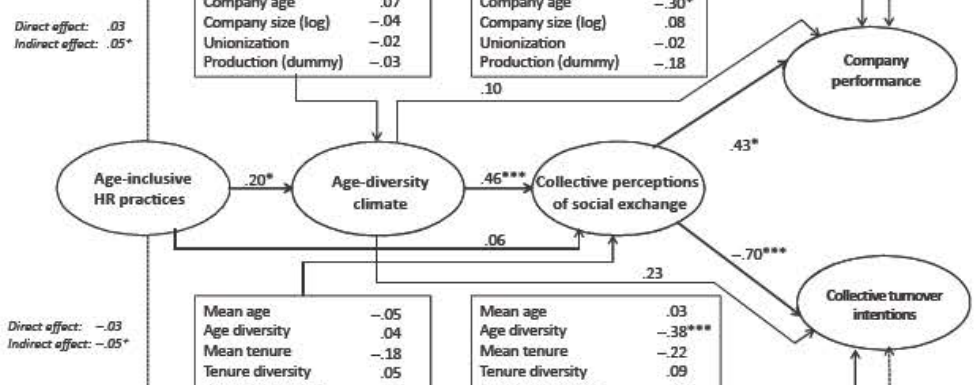 Company age .07
Company size (log) −.04
Unionization −.02
Production (dummy) −.03
Company age −.30*
Company size (log) .08
Unionization −.02
Production (dummy) −.18
Direct effect: .03
Indirect effect: .05+
Company
performance
.10
.43*
Age-inclusive
HR practices
.20*
Age-diversity
climate
.46***
Collective perceptions
of social exchange
.06
−.70***
.23
Collective turnover
intentions
Direct effect: −.03
Indirect effect: −.05+
Mean age −.05
Age diversity .04
Mean tenure −.18
Tenure diversity .05
Mean age .03
Age diversity −.38***
Mean tenure −.22
Tenure diversity .09